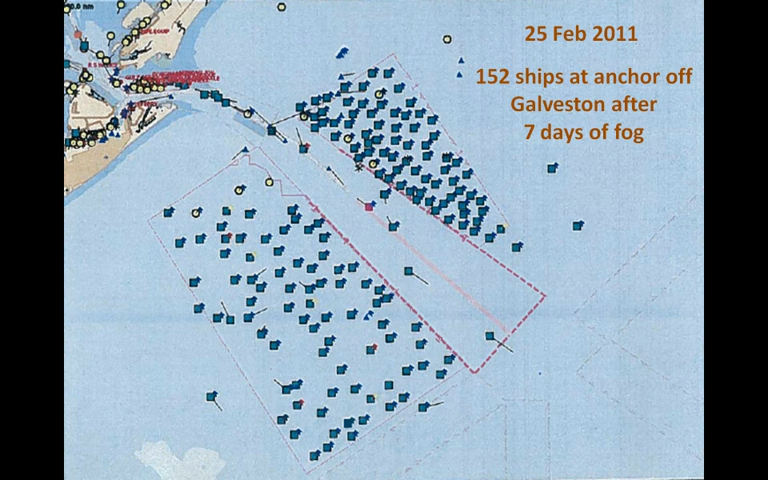 25 Feb 2011
152 ships at anchor off
Galveston after
7 days of fog